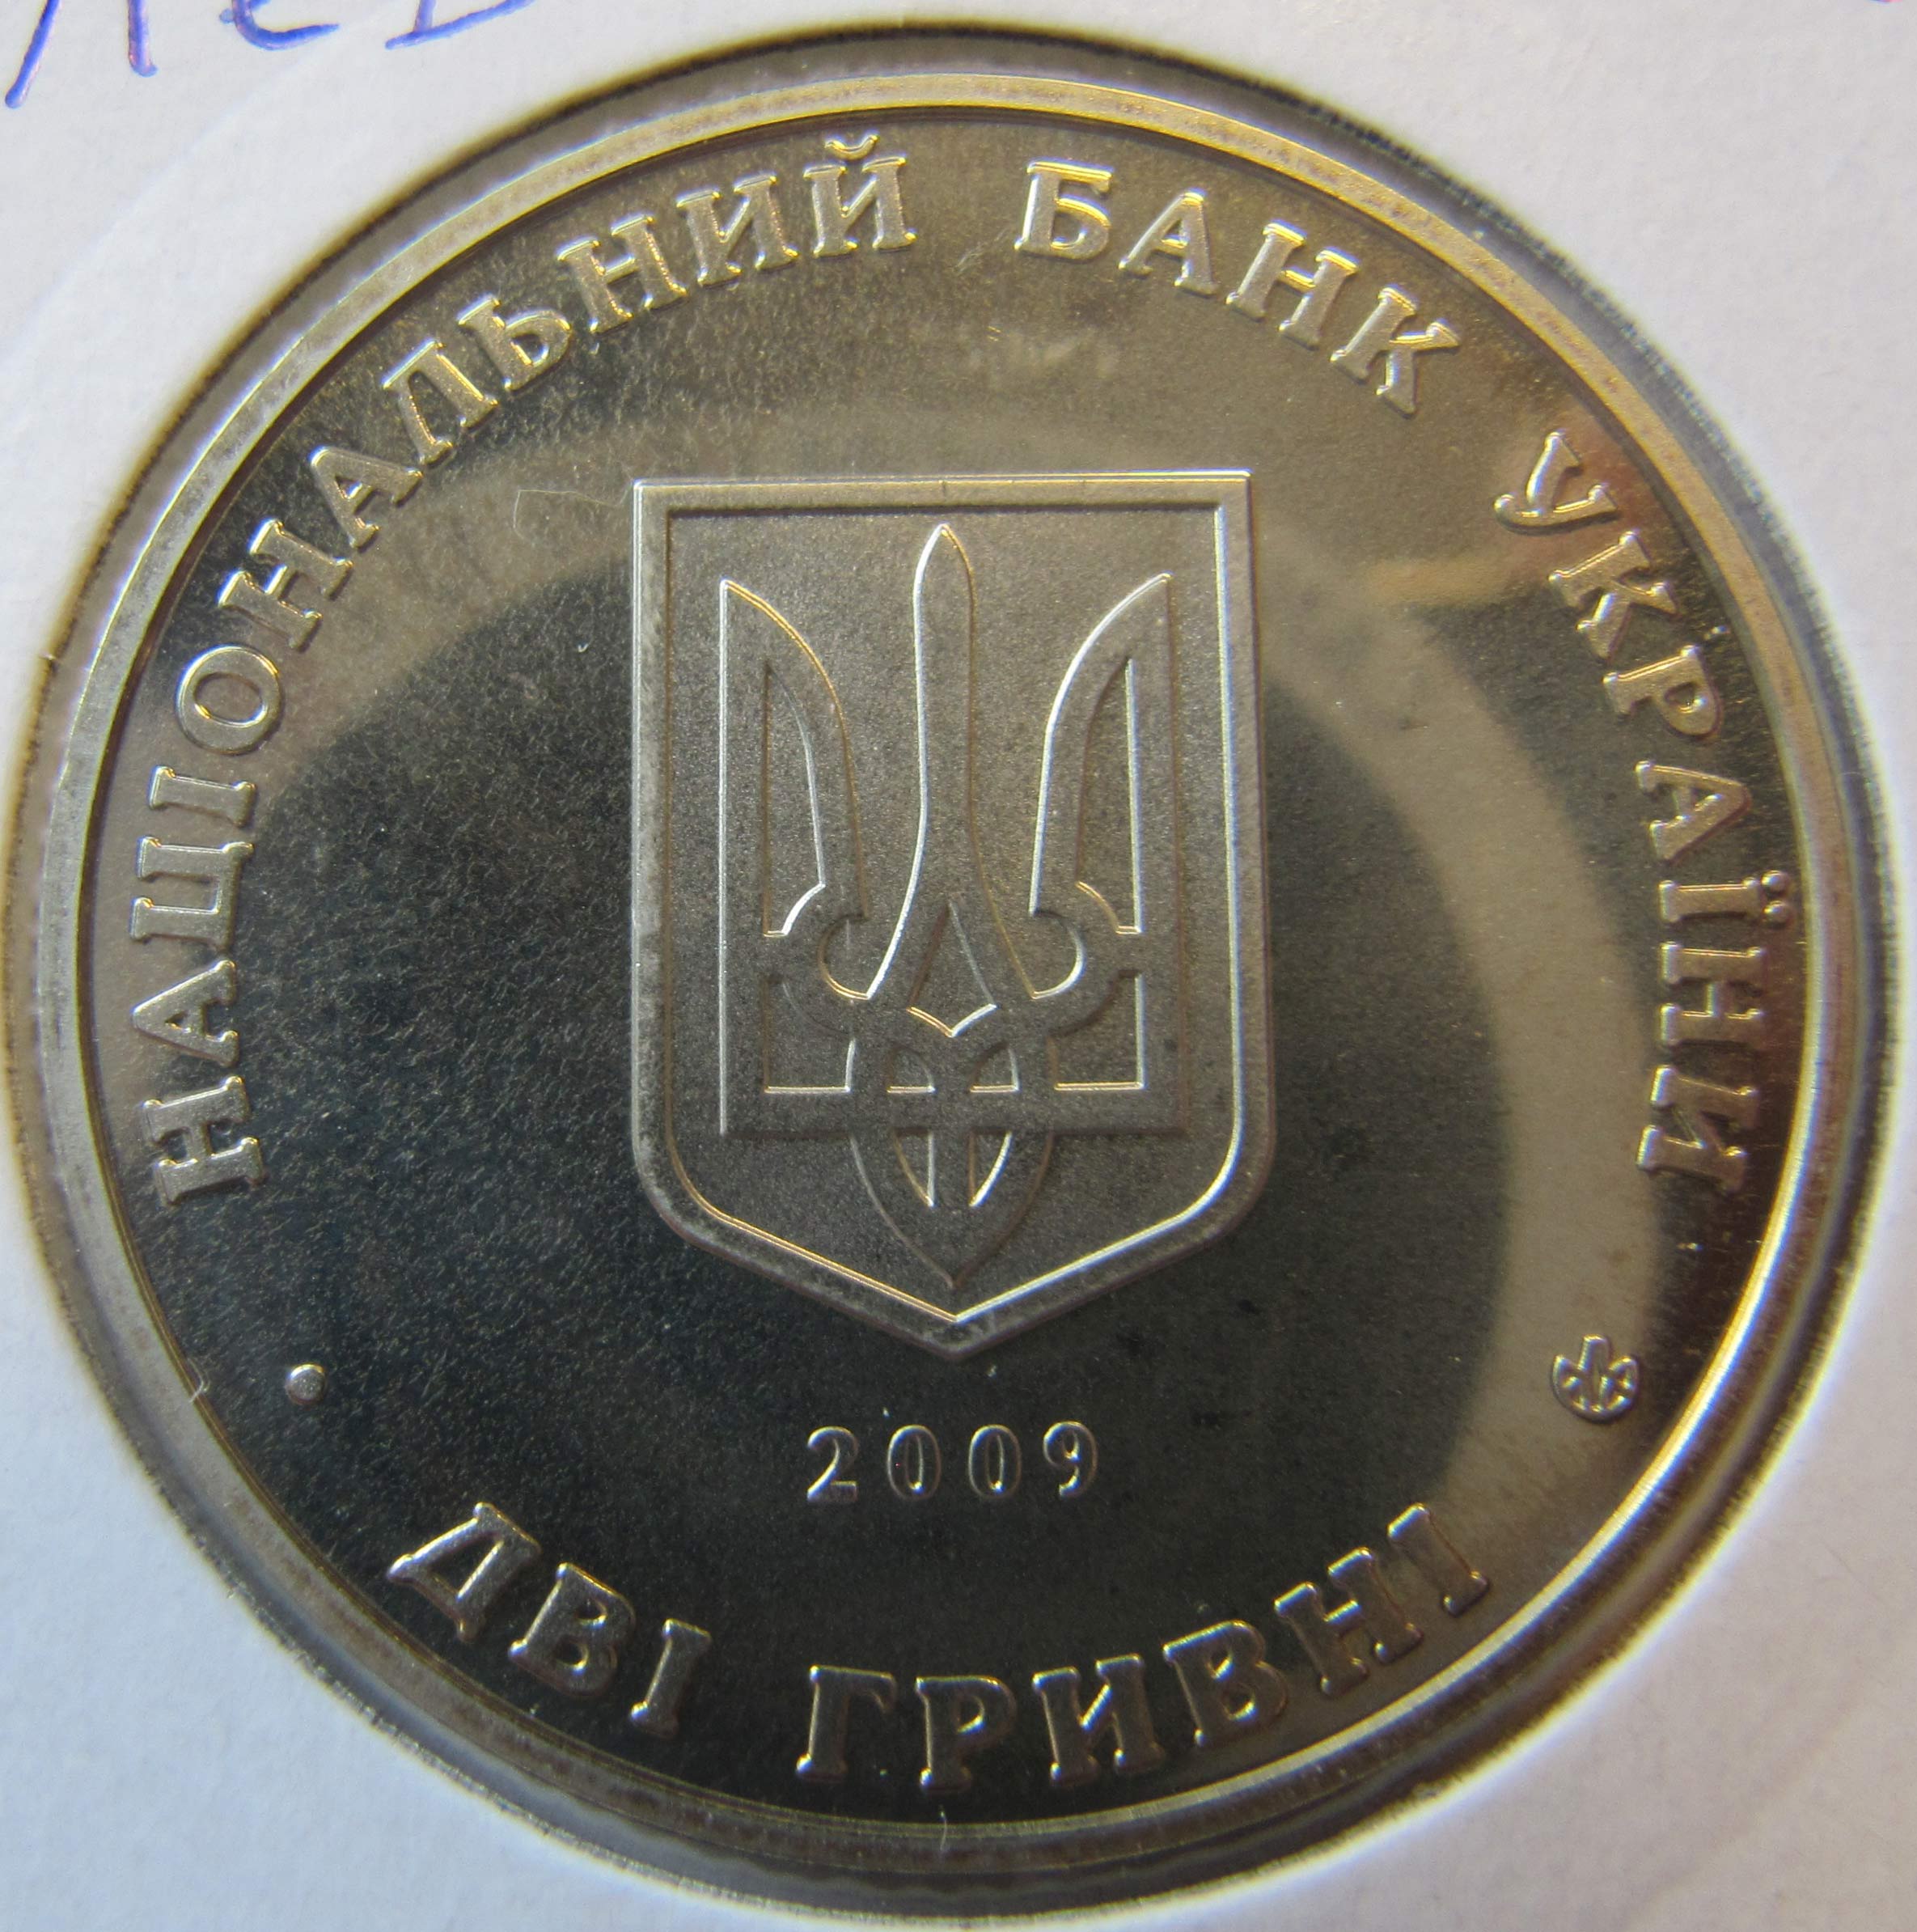 НАЦІОНАЛЬНИЙ БАНК УКРАЇНИ
2009
ДВІ ГРИВНІ